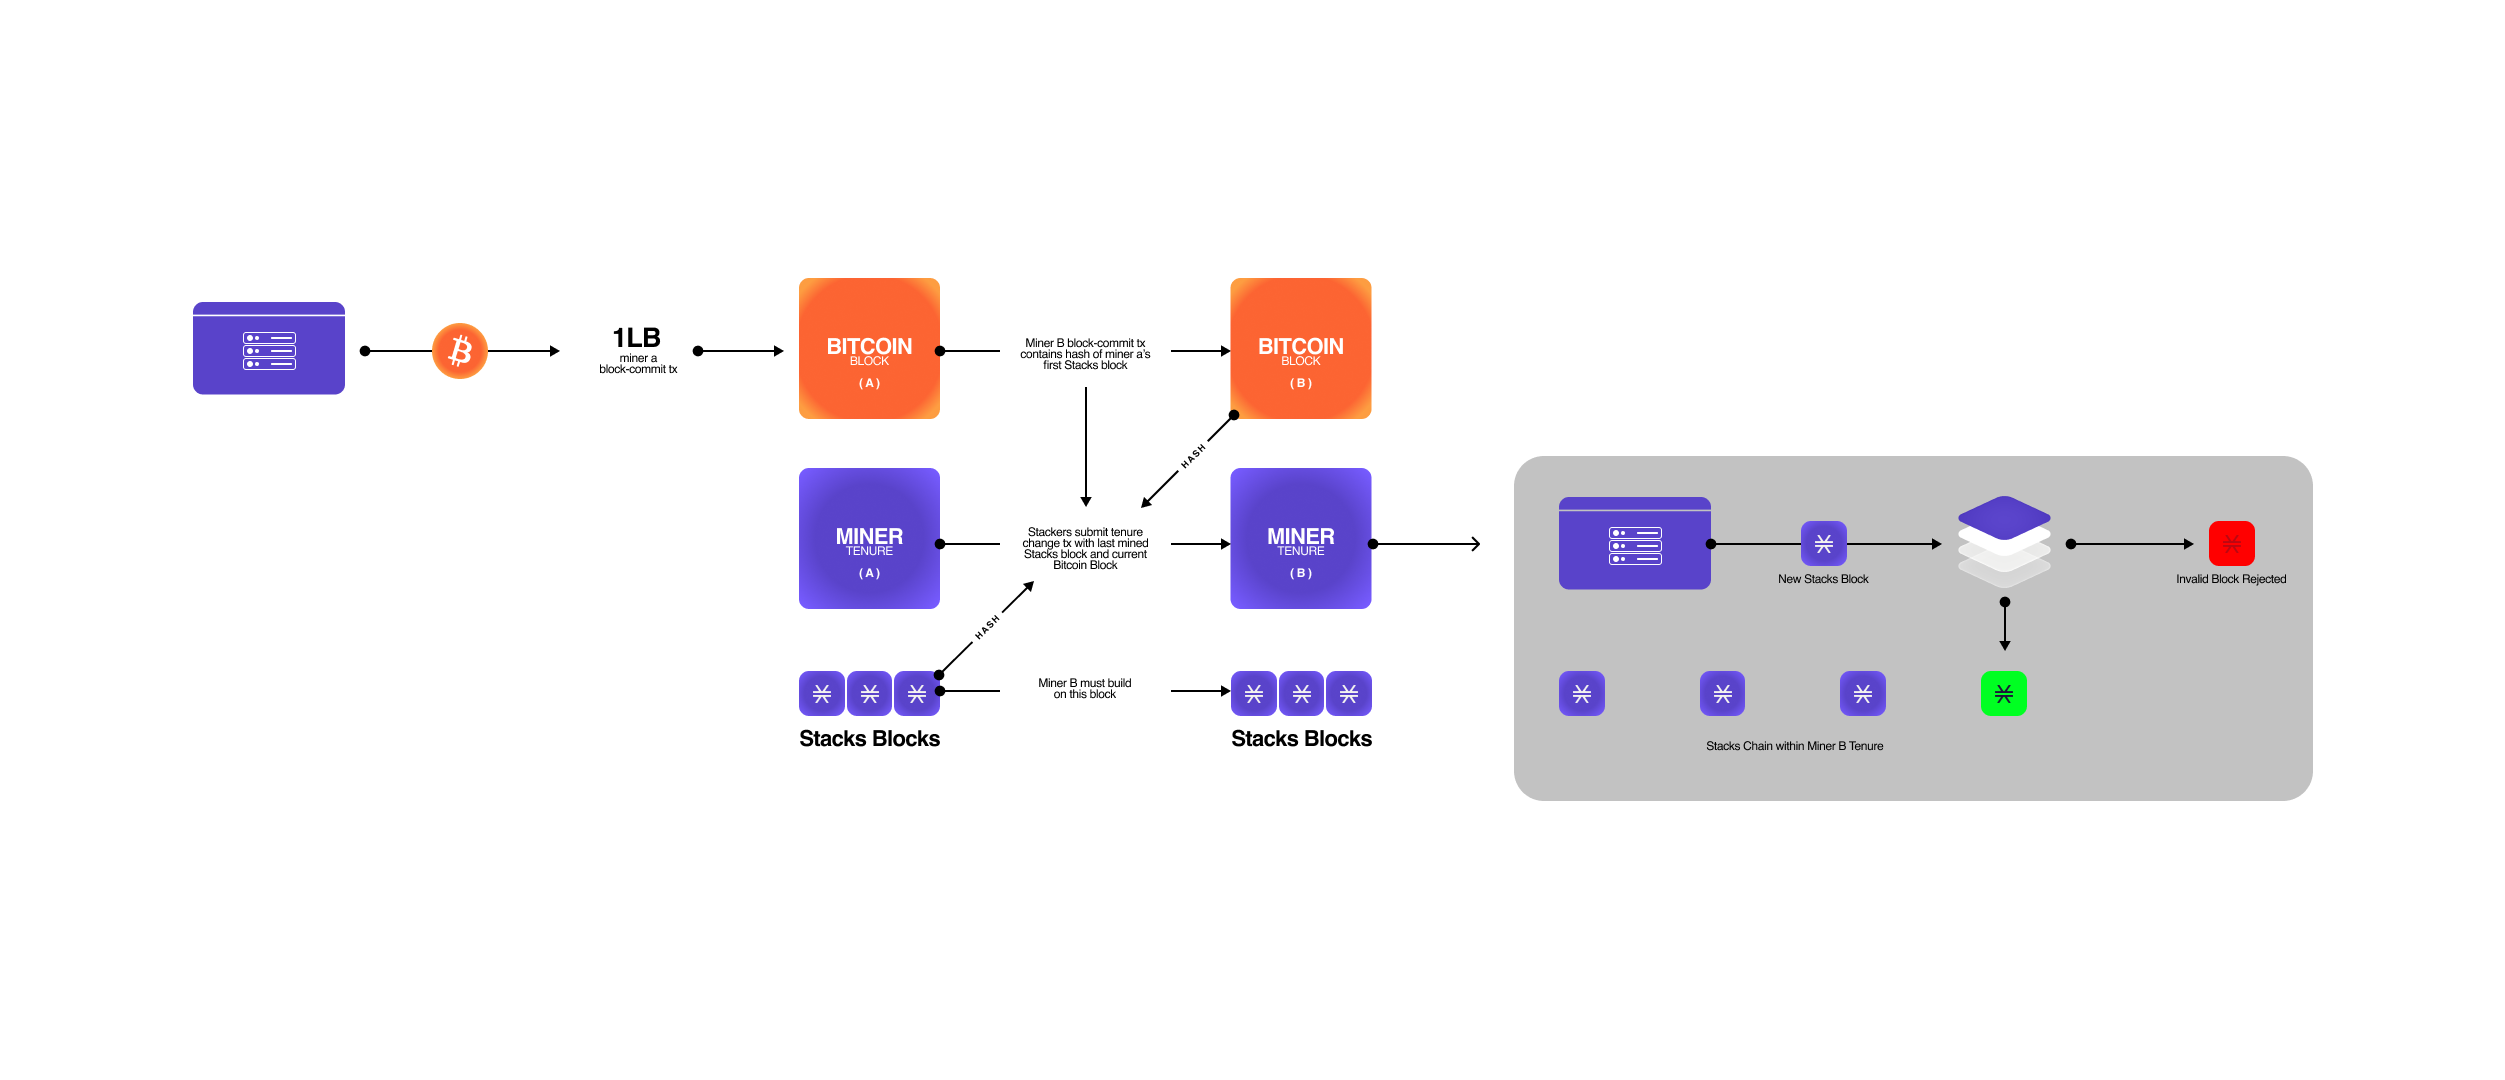 1LB
miner a
block-commit tx
BITCOIN
BLOCK
(A)
Miner B block-commit tx
contains hash of miner a's
first Stacks block
BITCOIN
BLOCK
(B)
HASH
MINER
TENURE
(A)
Stackers submit tenure
change tx with last mined
Stacks block and current
Bitcoin Block
MINER
TENURE
(B)
HASH
Miner B must build
on this block
Stacks Blocks
Stacks Blocks
New Stacks Block
Invalid Block Rejected
Stacks Chain within Miner B Tenure